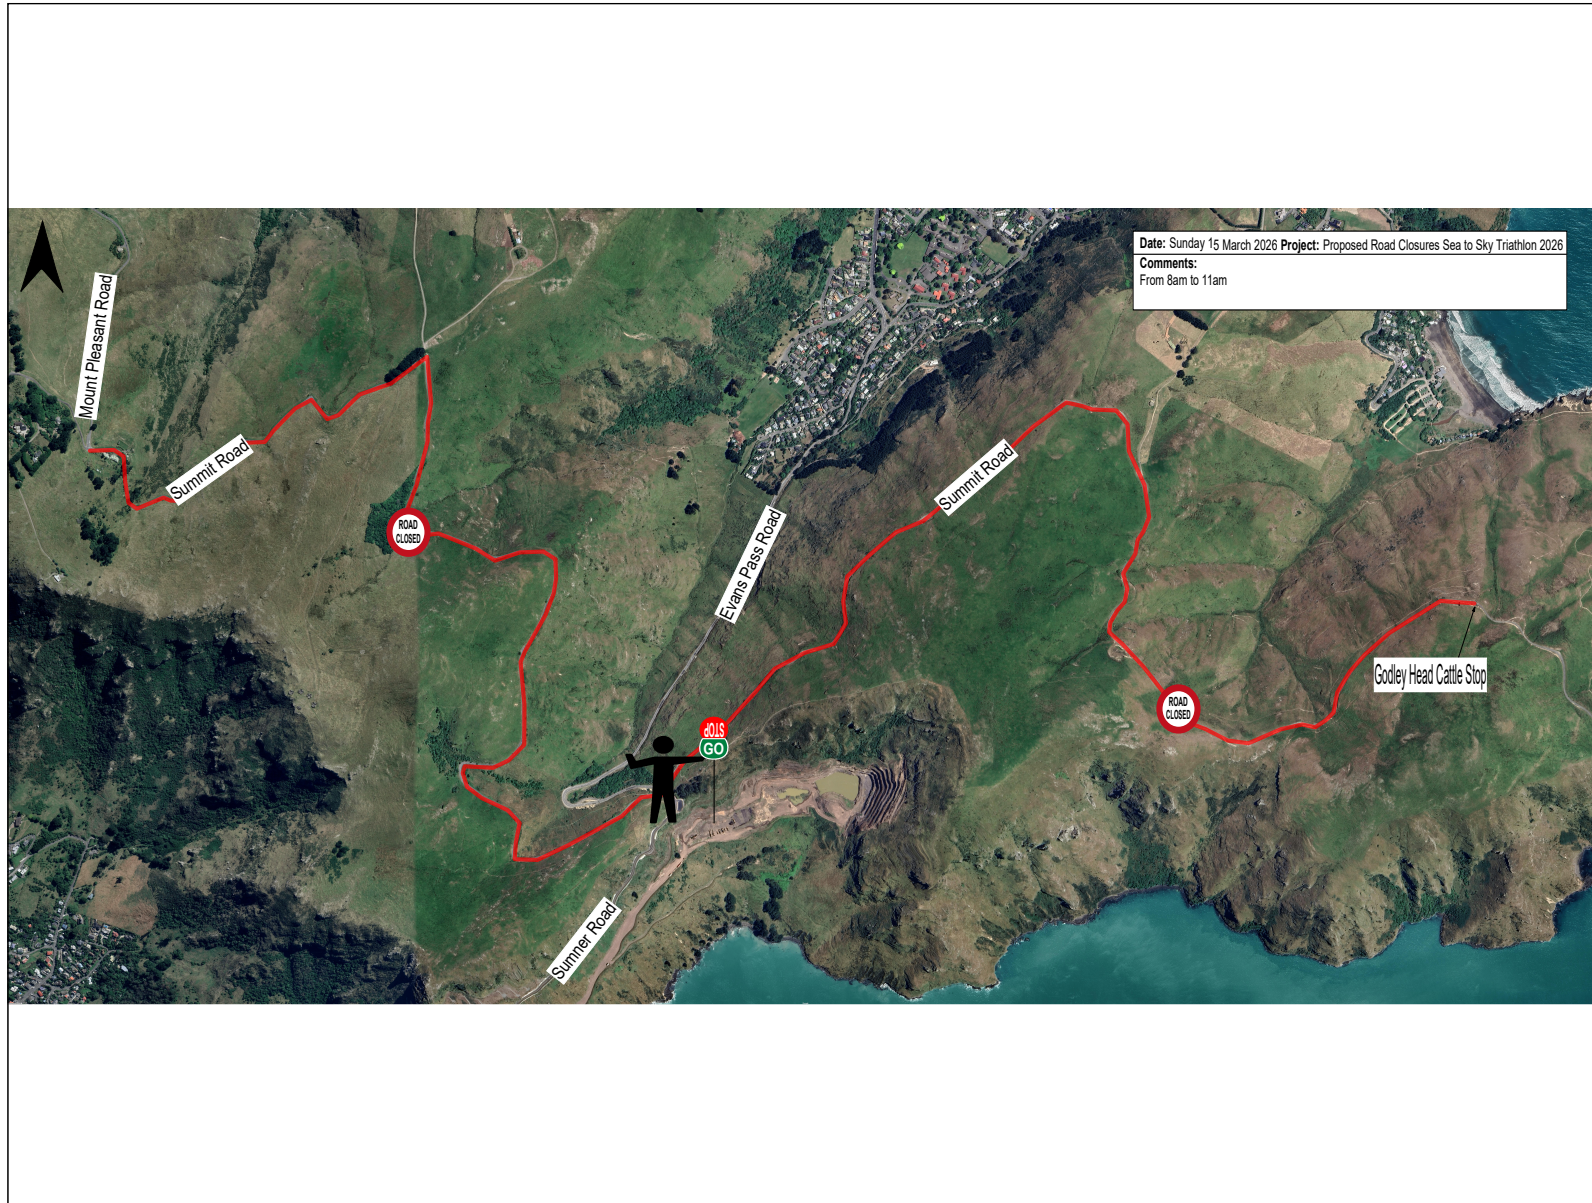 Date: Sunday 15 March 2026 Project: Proposed Road Closures Sea to Sky Triathlon 2026
Comments:
From 8am to 11am
Mount Pleasant Road
Summit Road
ROAD
CLOSED
Evans Pass Road
Summit Road
STOP
GO
Sumner Road
ROAD
CLOSED
Godley Head Cattle Stop